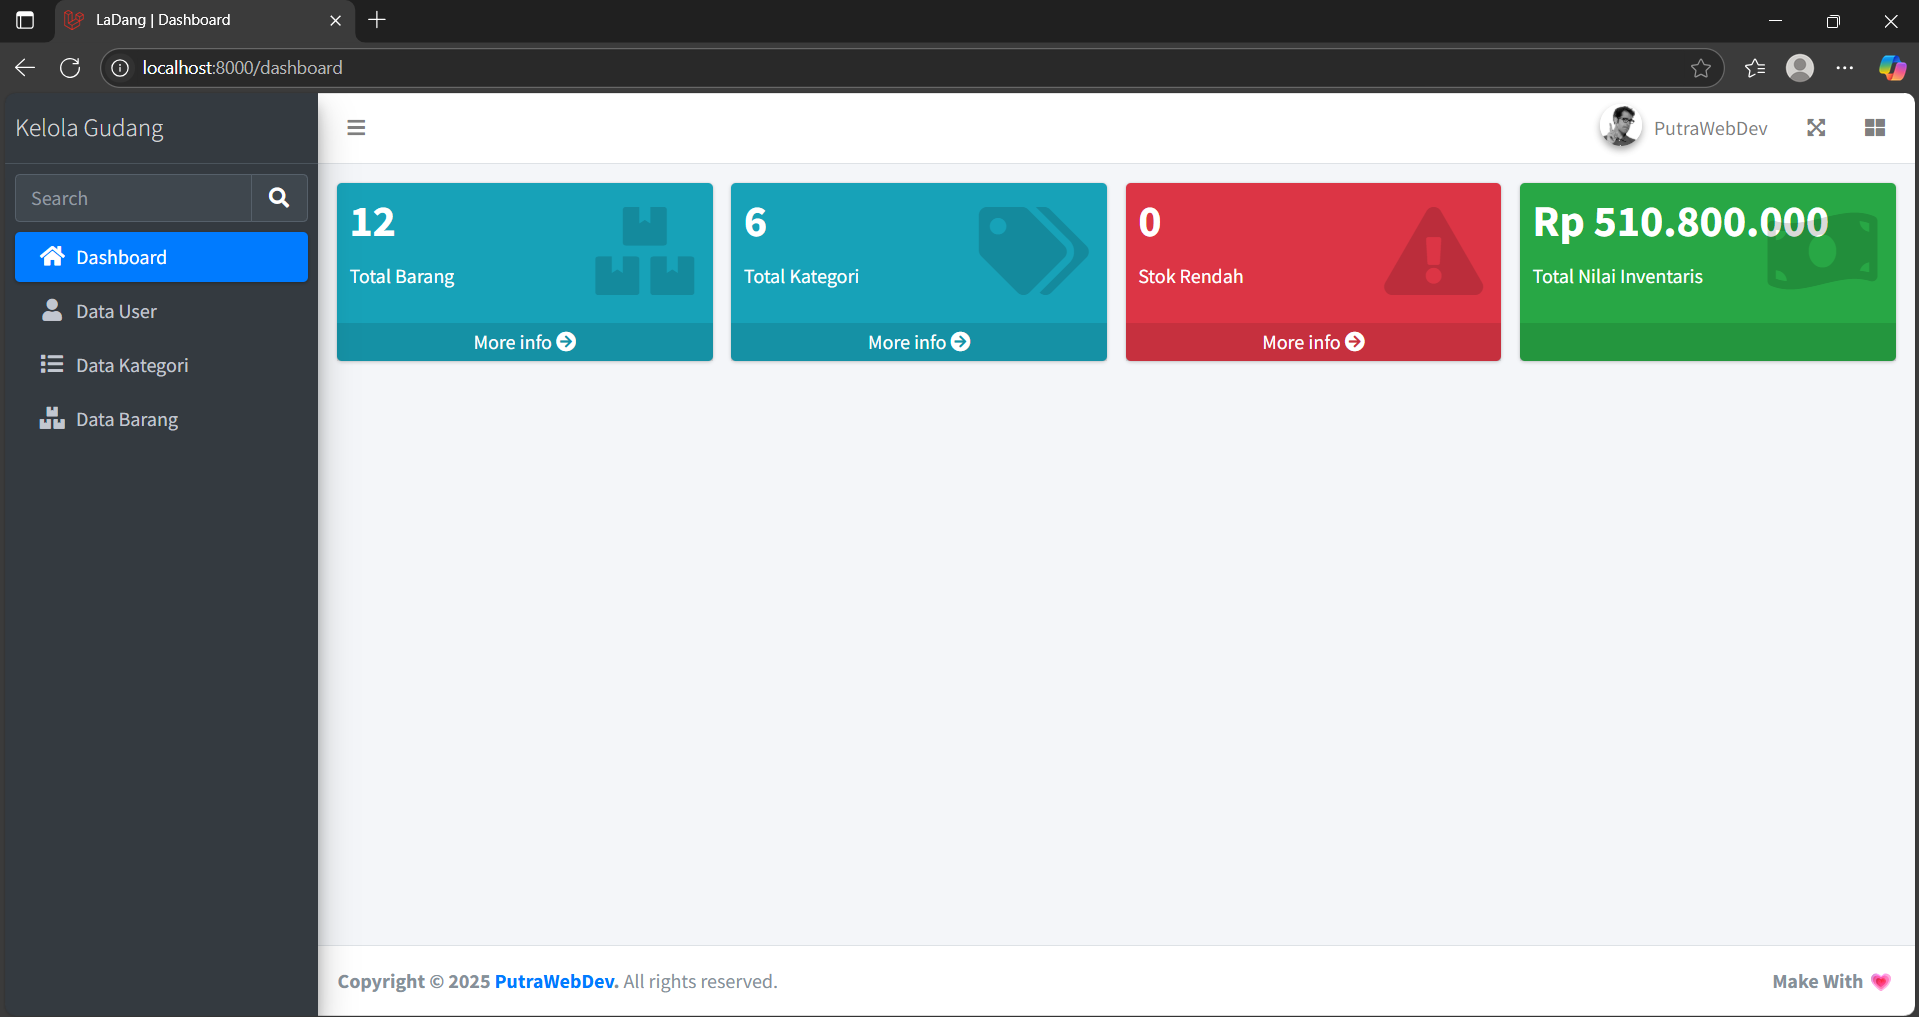 LaDang | Dashboard
localhost:8000/dashboard
Kelola Gudang
PutraWebDev
Search
Dashboard
Data User
Data Kategori
Data Barang
12
Total Barang
More info
6
Total Kategori
More info
0
Stok Rendah
More info
Rp 510.800.000
Total Nilai Inventaris
Copyright © 2025 PutraWebDev. All rights reserved.
Make With 💗